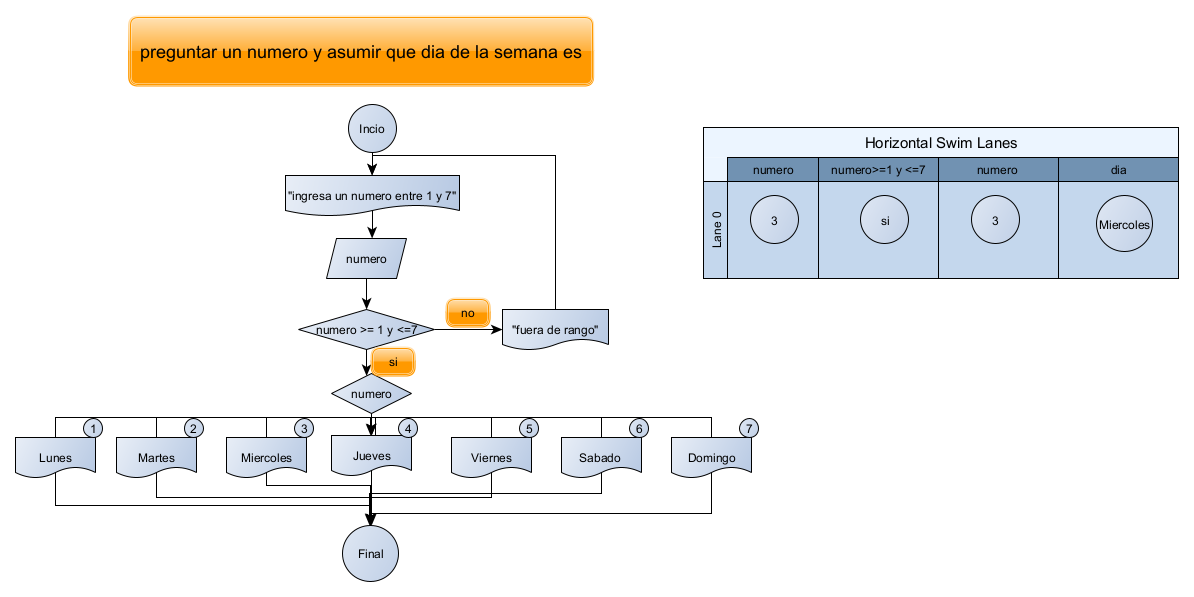 preguntar un numero y asumir que dia de la semana es
Incio
"ingresa un numero entre 1 y 7"
numero
numero >= 1 y <=7
no
"fuera de rango"
si
numero
1
2
3
4
5
6
7
Lunes
Martes
Miercoles
Jueves
Viernes
Sabado
Domingo
Final
Horizontal Swim Lanes
numero
numero>=1 y <=7
numero
dia
Lane 0
3
si
3
Miercoles